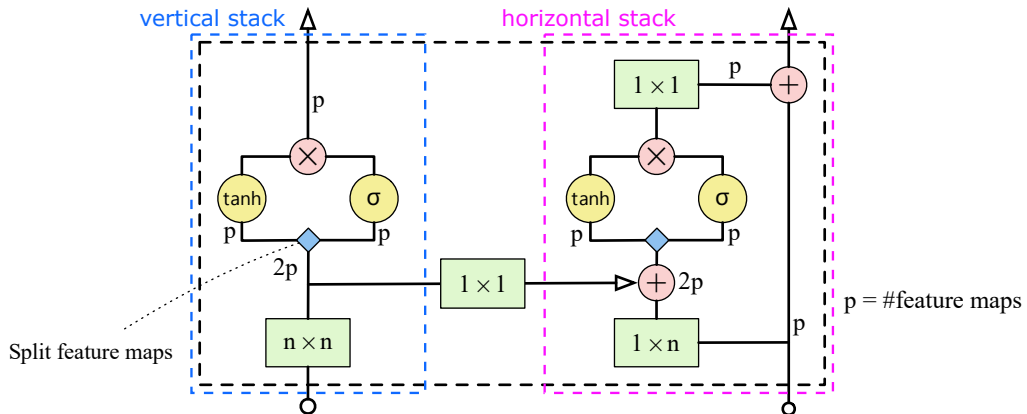 vertical stack
horizontal stack
p
1 × 1
p
+
×
×
tanh
σ
tanh
σ
p
p
p
p
2p
1 × 1
+
2p
p = #feature maps
Split feature maps
n × n
1 × n
p